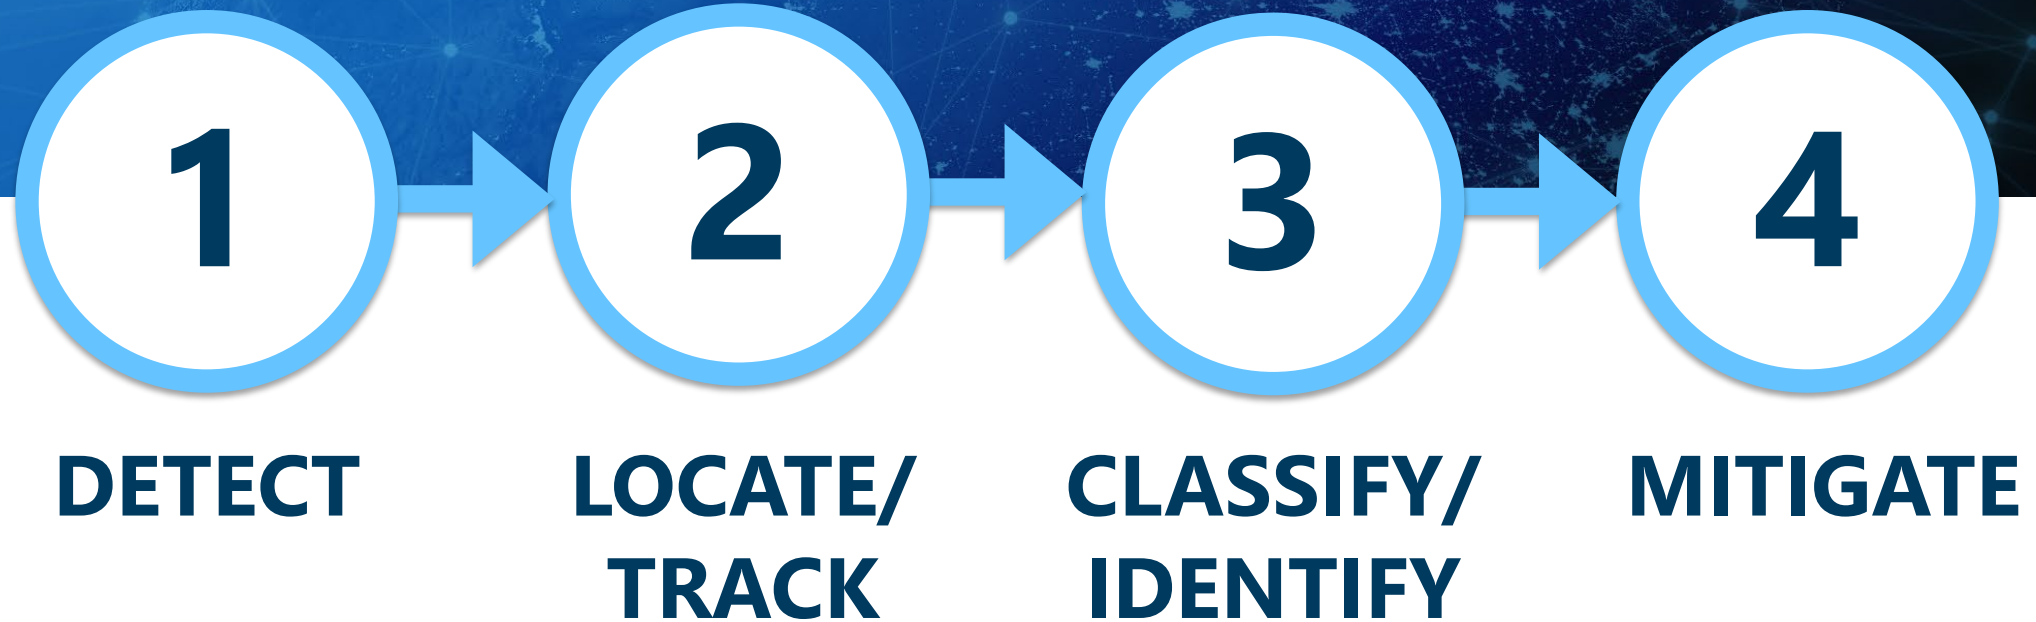 1
2
3
4
DETECT
LOCATE/
TRACK
CLASSIFY/
IDENTIFY
MITIGATE